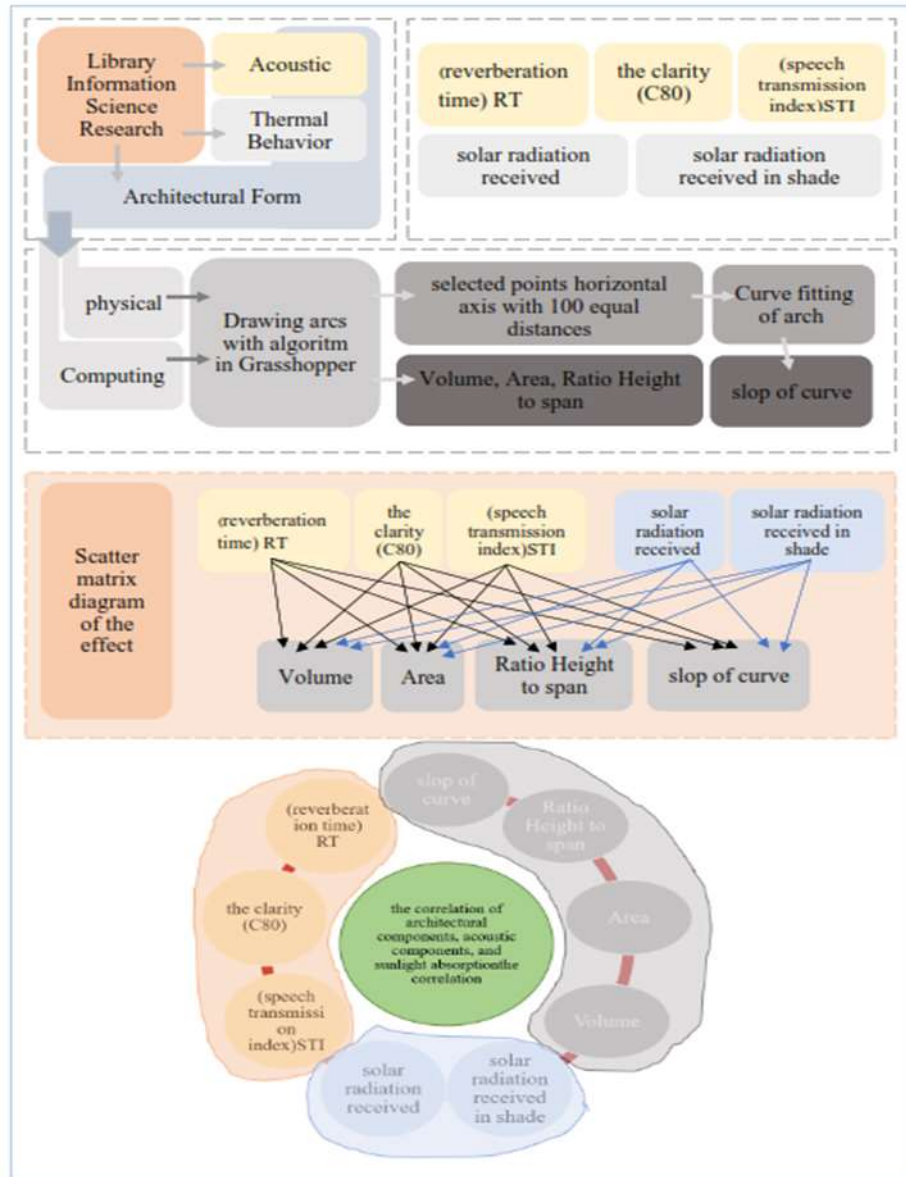 Library
Information
Science
Research
Acoustic
Thermal
Behavior
Architectural Form
(reverberation
time) RT
the clarity
(C80)
(speech
transmission
index)STI
solar radiation
received
solar radiation
received in shade
physical
Computing
Drawing arcs
with algoritm
in Grasshopper
selected points horizontal
axis with 100 equal
distances
Curve fitting
of arch
Volume, Area, Ratio Height
to span
slop of curve
Scatter
matrix
diagram
of the
effect
(reverberation
time) RT
the
clarity
(C80)
(speech
transmission
index)STI
solar
radiation
received
solar radiation
received in
shade
Volume
Area
Ratio Height
to span
slop of curve
slop of
curve
(reverberat
ion time)
RT
Ratio
Height to
span
the clarity
(C80)
the correlation of
architectural
components, acoustic
components, and
sunlight absorptionthe
correlation
Area
(speech
transmissi
on
index)STI
Volume
solar
radiation
received
solar
radiation
received
in shade